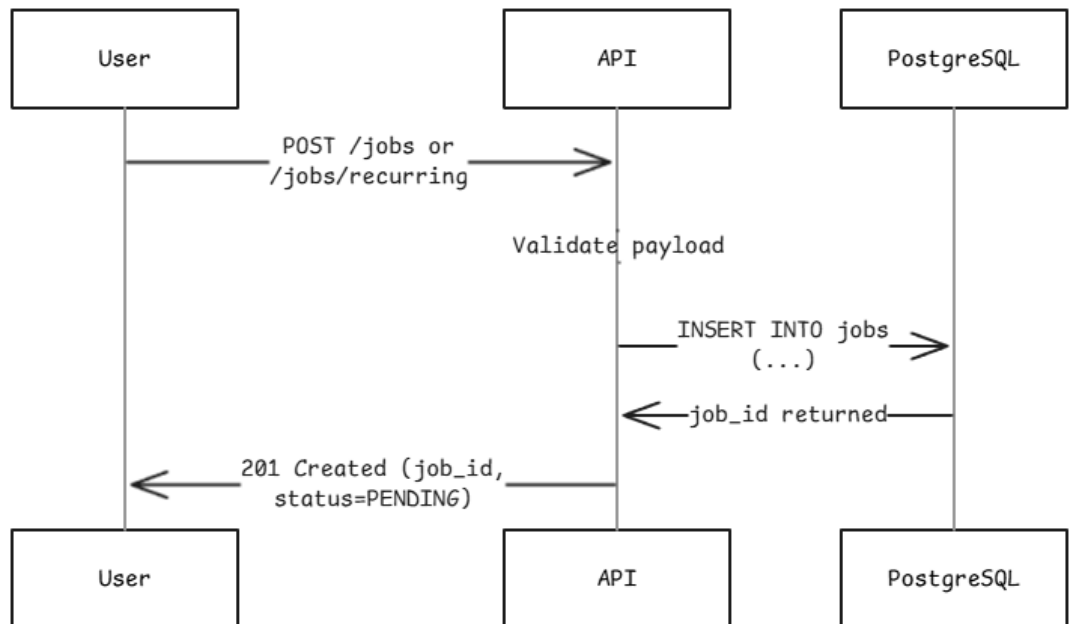 User
API
PostgreSQL
POST /jobs or
/jobs/recurring
Validate payload
INSERT INTO jobs
(...)
job_id returned
201 Created (job_id,
status=PENDING)
User
API
PostgreSQL